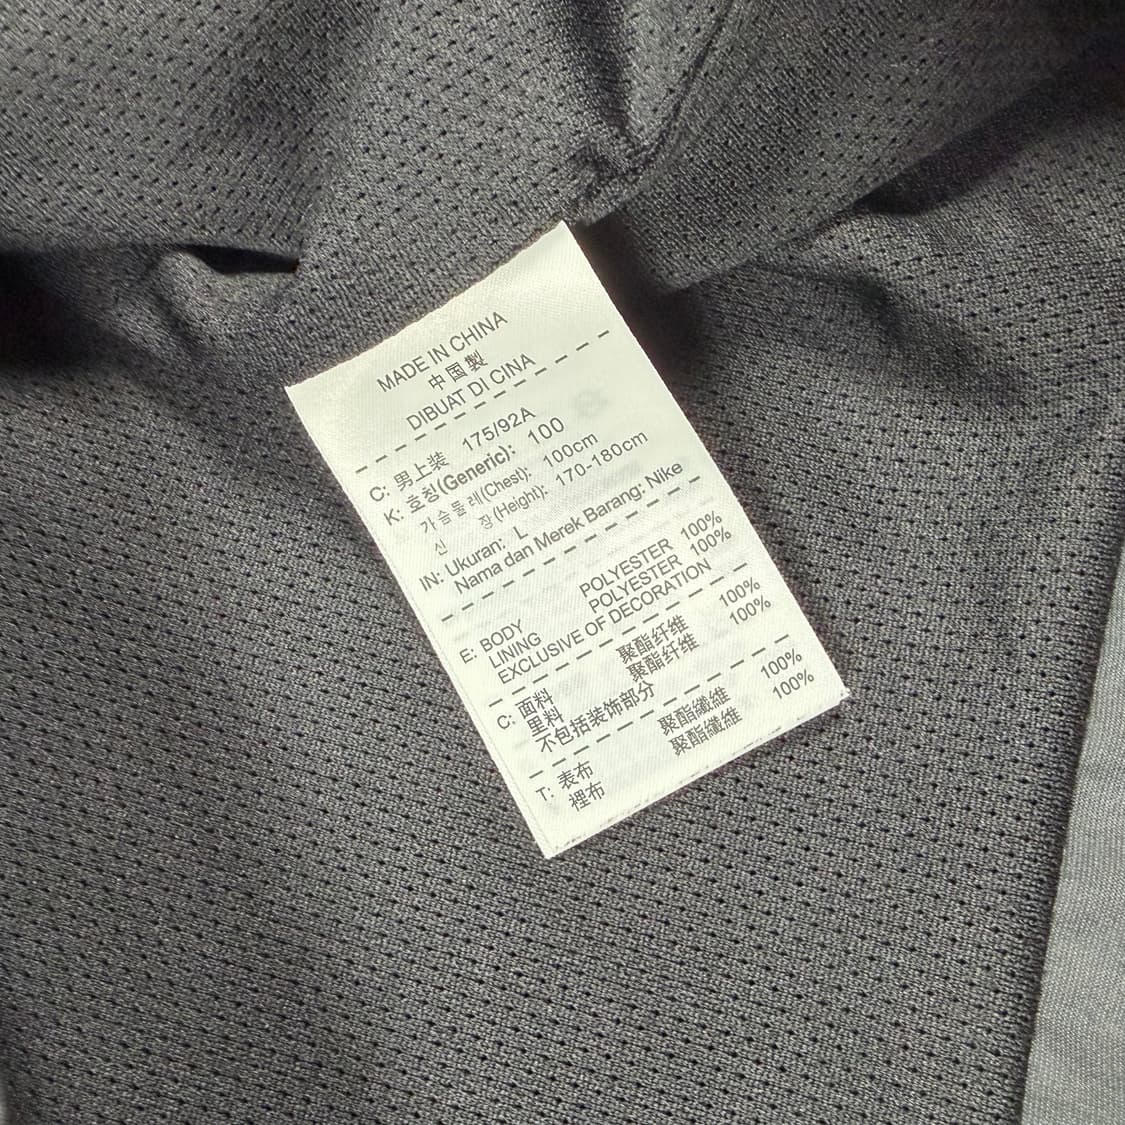 MADE IN CHINA
中国製
DIBUAT DI CINA
C: 男上装 175/92A
K: 호칭(Generic): 100
가슴둘레(Chest): 100cm
신 장(Height): 170-180cm
IN: Ukuran: L
Nama dan Merek Barang: Nike
E: BODY POLYESTER 100%
LINING POLYESTER 100%
EXCLUSIVE OF DECORATION
C: 面料 聚酯纤维 100%
里料 聚酯纤维 100%
不包括装饰部分
T: 表布 聚酯纖維 100%
裡布 聚酯纖維 100%